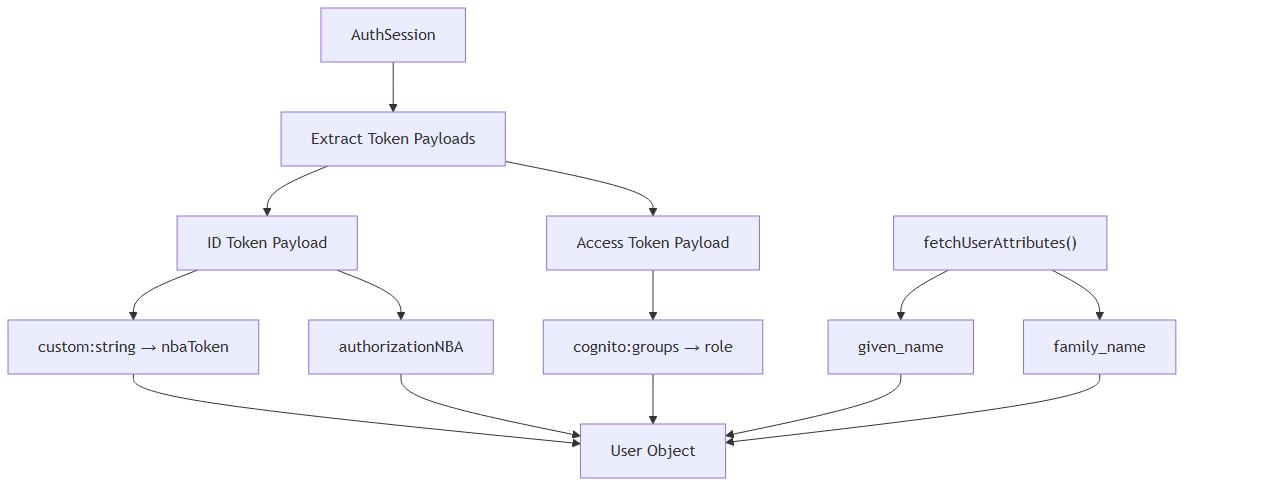 AuthSession
Extract Token Payloads
ID Token Payload
Access Token Payload
fetchUserAttributes()
custom:string → nbaToken
authorizationNBA
cognito:groups → role
given_name
family_name
User Object